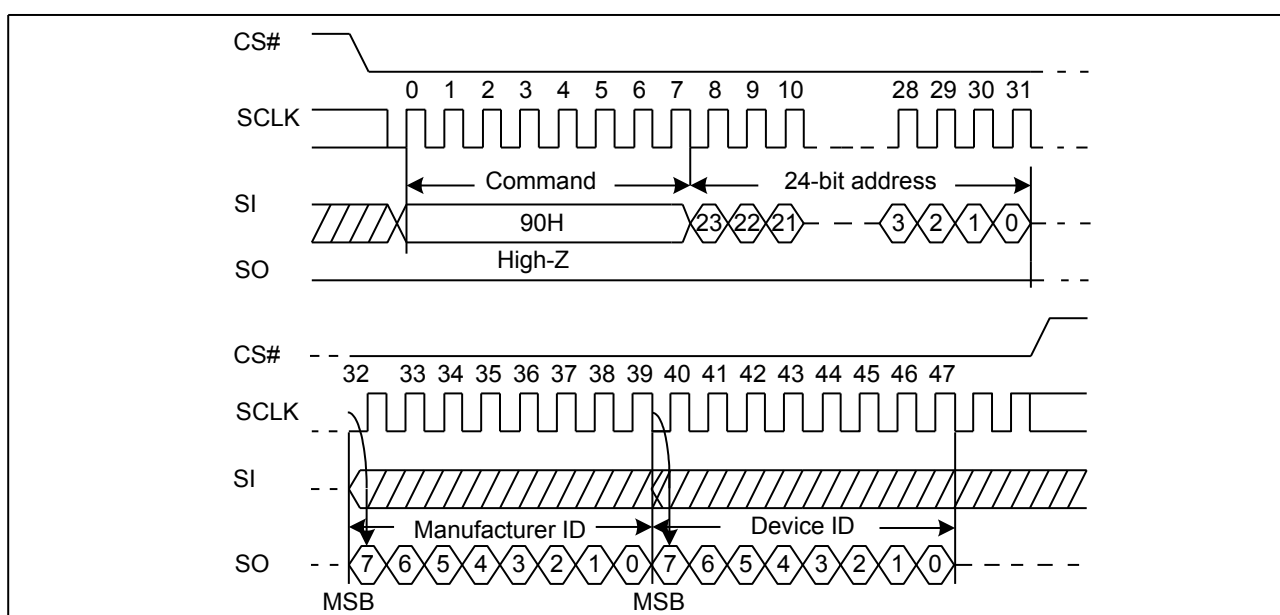 CS#
0 1 2 3 4 5 6 7 8 9 10 28 29 30 31
SCLK
Command 24-bit address
SI
90H 23 22 21 3 2 1 0
High-Z
SO
CS#
32 33 34 35 36 37 38 39 40 41 42 43 44 45 46 47
SCLK
SI
Manufacturer ID Device ID
SO 7 6 5 4 3 2 1 0 7 6 5 4 3 2 1 0
MSB MSB